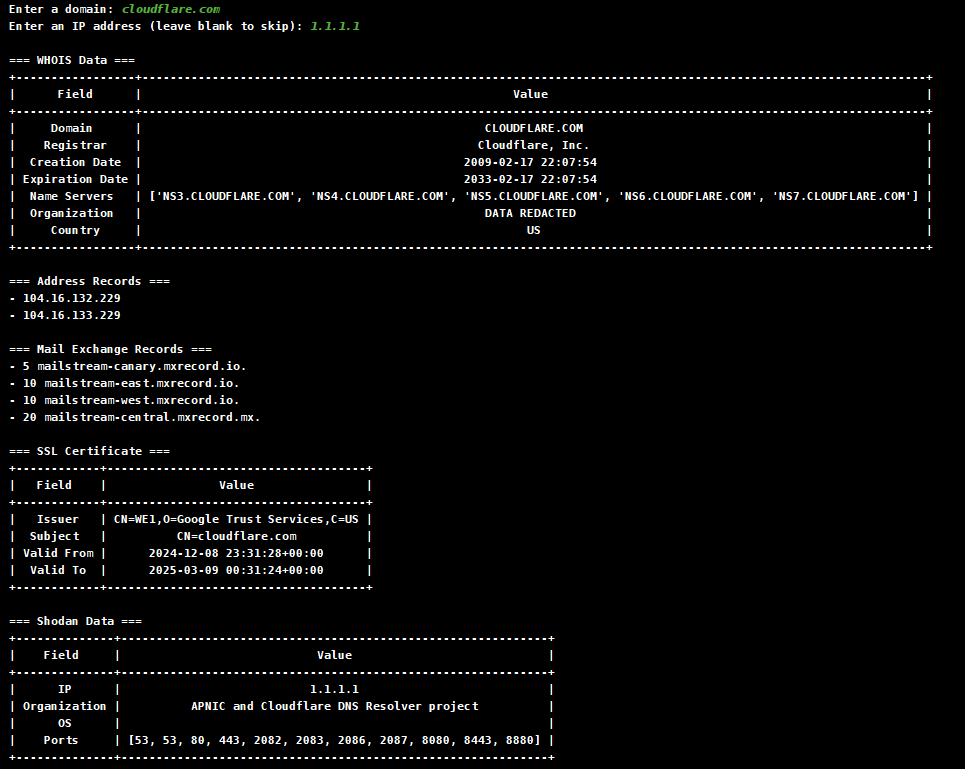 Enter a domain: cloudflare.com
Enter an IP address (leave blank to skip): 1.1.1.1

=== WHOIS Data ===
+-----------------+----------------------------------------------------------------------------------------------------------------+
|      Field      |                                                     Value                                                      |
+-----------------+----------------------------------------------------------------------------------------------------------------+
|     Domain      |                                                 CLOUDFLARE.COM                                                 |
|    Registrar    |                                                Cloudflare, Inc.                                                |
|  Creation Date  |                                              2009-02-17 22:07:54                                               |
| Expiration Date |                                              2033-02-17 22:07:54                                               |
|  Name Servers   | ['NS3.CLOUDFLARE.COM', 'NS4.CLOUDFLARE.COM', 'NS5.CLOUDFLARE.COM', 'NS6.CLOUDFLARE.COM', 'NS7.CLOUDFLARE.COM'] |
|  Organization   |                                                 DATA REDACTED                                                  |
|     Country     |                                                       US                                                       |
+-----------------+----------------------------------------------------------------------------------------------------------------+

=== Address Records ===
- 104.16.132.229
- 104.16.133.229

=== Mail Exchange Records ===
- 5 mailstream-canary.mxrecord.io.
- 10 mailstream-east.mxrecord.io.
- 10 mailstream-west.mxrecord.io.
- 20 mailstream-central.mxrecord.mx.

=== SSL Certificate ===
+------------+-------------------------------------+
|   Field    |                Value                |
+------------+-------------------------------------+
|   Issuer   | CN=WE1,O=Google Trust Services,C=US |
|  Subject   |          CN=cloudflare.com          |
| Valid From |      2024-12-08 23:31:28+00:00      |
|  Valid To  |      2025-03-09 00:31:24+00:00      |
+------------+-------------------------------------+

=== Shodan Data ===
+--------------+-------------------------------------------------------------+
|    Field     |                            Value                            |
+--------------+-------------------------------------------------------------+
|      IP      |                           1.1.1.1                           |
| Organization |          APNIC and Cloudflare DNS Resolver project          |
|      OS      |                                                             |
|    Ports     | [53, 53, 80, 443, 2082, 2083, 2086, 2087, 8080, 8443, 8880] |
+--------------+-------------------------------------------------------------+